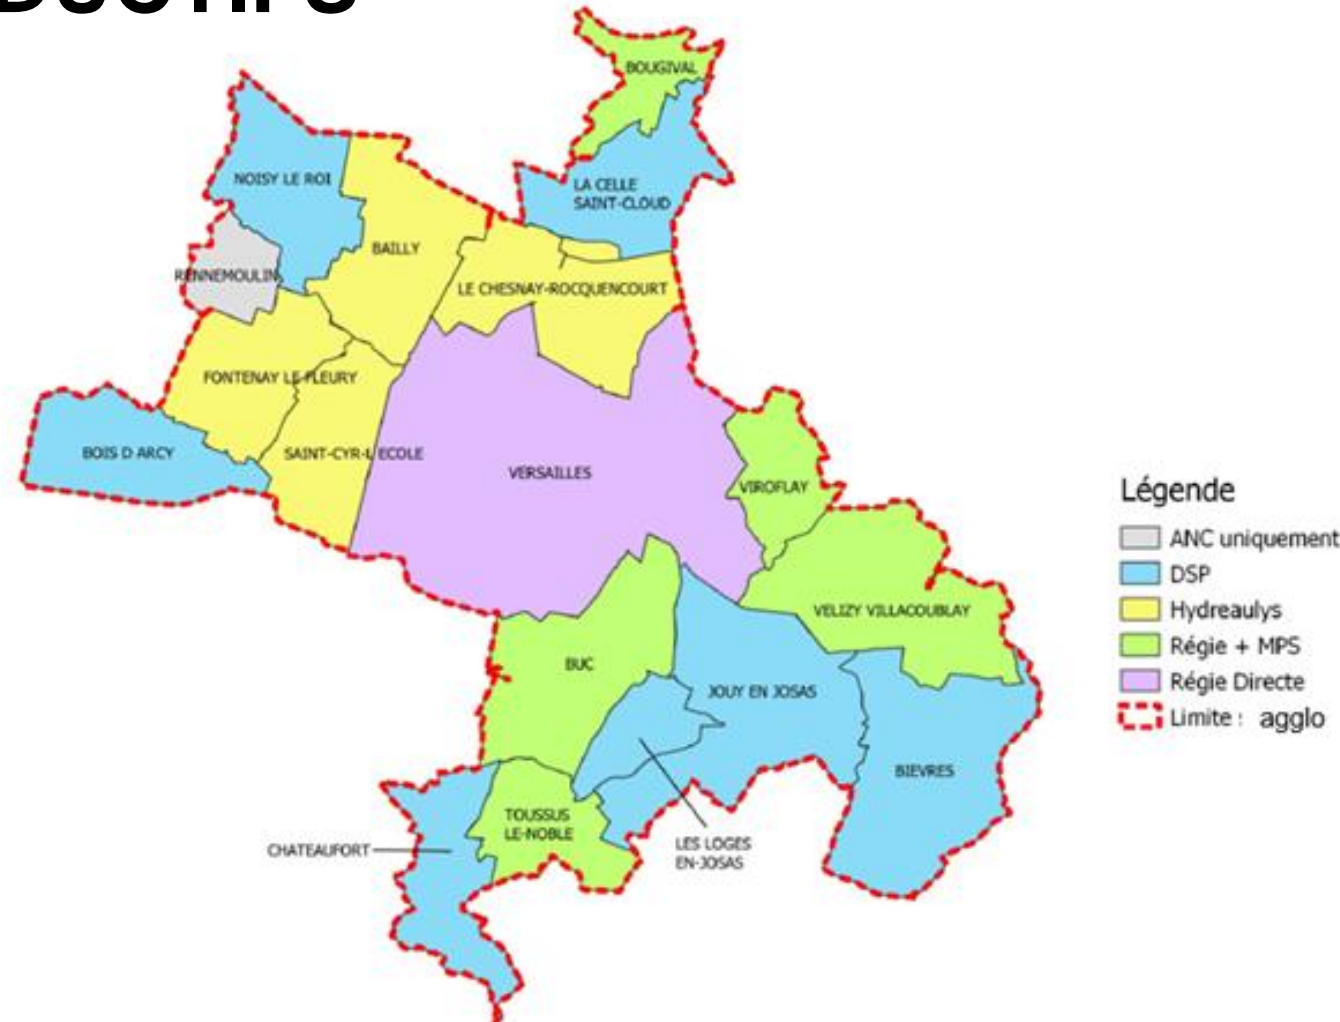 BOUGIVAL
NOISY LE ROI
LA CELLE
SAINT-CLOUD
BAILLY
RENNEMOULIN
LE CHESNAY-ROCQUENCOURT
FONTENAY LE FLEURY
BOIS D ARCY
SAINT-CYR-L ECOLE
VERSAILLES
VIROFLAY
VELIZY VILLACOUBLAY
BUC
JOUY EN JOSAS
BIEVRES
TOUSSUS
LE-NOBLE
CHATEAUFORT
LES LOGES
EN-JOSAS
Légende
ANC uniquement
DSP
Hydreaulys
Régie + MPS
Régie Directe
Limite : agglo